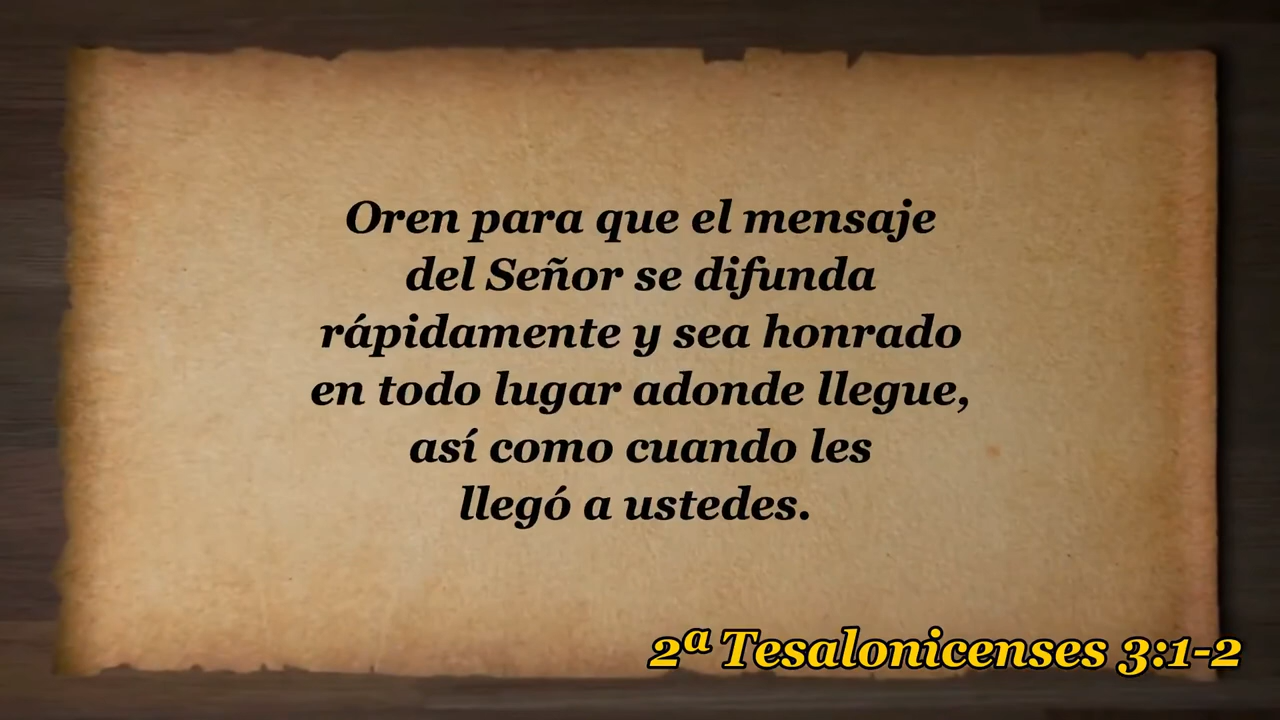 Oren para que el mensaje
del Señor se difunda
rápidamente y sea honrado
en todo lugar adonde llegue,
así como cuando les
llegó a ustedes.
2ª Tesalonicenses 3:1-2